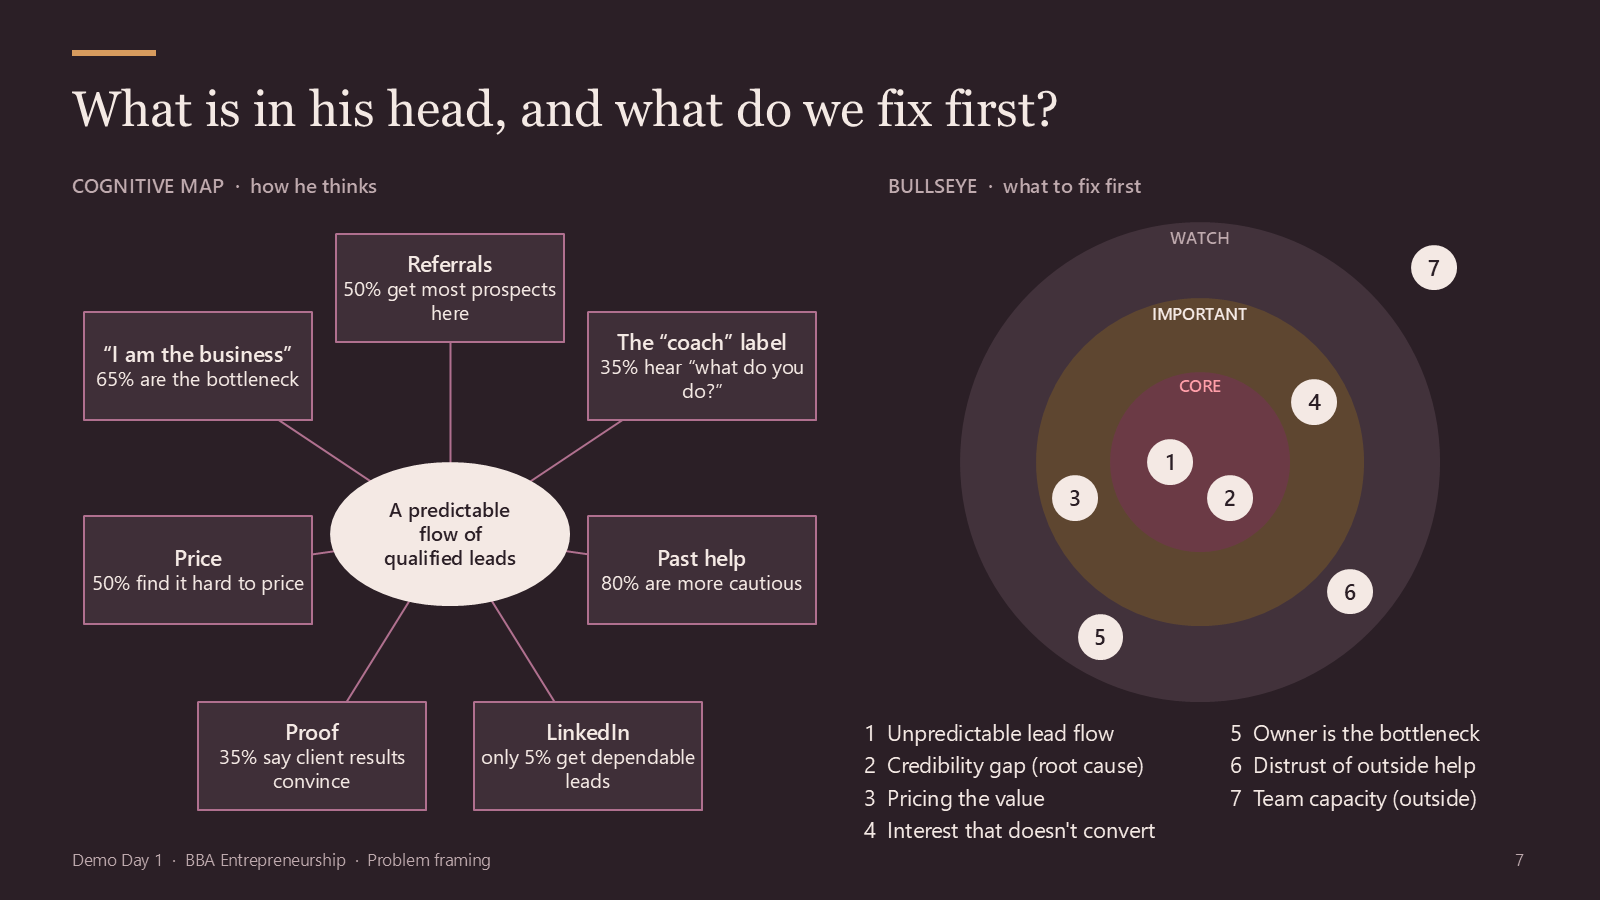 What is in his head, and what do we fix first?
COGNITIVE MAP · how he thinks
Referrals
50% get most prospects
here
“I am the business”
65% are the bottleneck
The “coach” label
35% hear “what do you
do?”
A predictable
flow of
qualified leads
Price
50% find it hard to price
Past help
80% are more cautious
Proof
35% say client results
convince
LinkedIn
only 5% get dependable
leads
BULLSEYE · what to fix first
WATCH
7
IMPORTANT
CORE
4
1
3
2
6
5
1 Unpredictable lead flow
2 Credibility gap (root cause)
3 Pricing the value
4 Interest that doesn't convert
5 Owner is the bottleneck
6 Distrust of outside help
7 Team capacity (outside)
Demo Day 1 · BBA Entrepreneurship · Problem framing
7